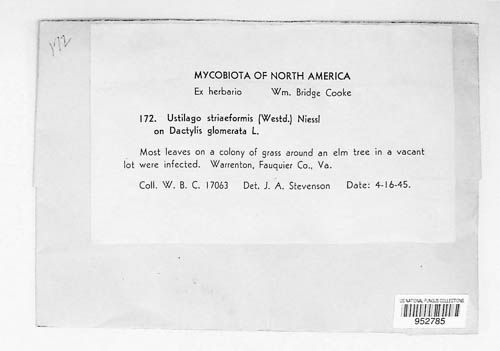 172
MYCOBIOTA OF NORTH AMERICA
Ex herbario Wm. Bridge Cooke
172. Ustilago striaeformis (Westd.) Niessl
on Dactylis glomerata L.
Most leaves on a colony of grass around an elm tree in a vacant
lot were infected. Warrenton, Fauquier Co., Va.
Coll. W. B. C. 17063 Det. J. A. Stevenson Date: 4-16-45.
US NATIONAL FUNGUS COLLECTIONS
952785